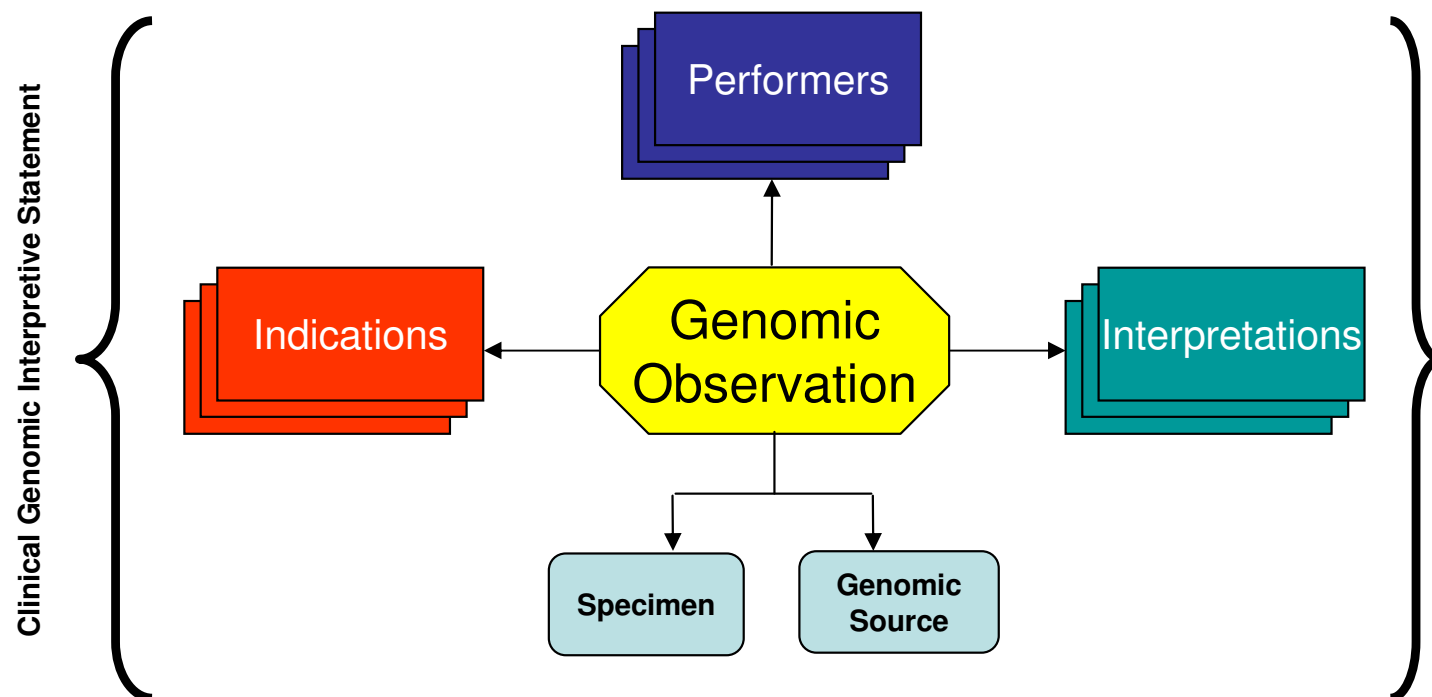 Clinical Genomic Interpretive Statement
Performers
Indications
Genomic
Observation
Interpretations
Specimen
Genomic
Source